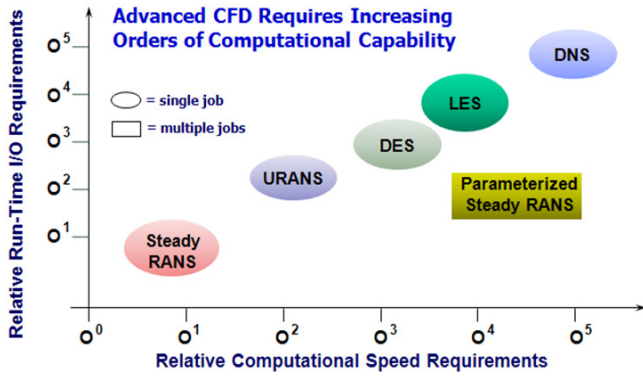 Advanced CFD Requires Increasing
Orders of Computational Capability
Relative Run-Time I/O Requirements
O⁵
O⁴
O³
O²
O¹
= single job
= multiple jobs
DNS
LES
DES
URANS
Parameterized
Steady RANS
Steady
RANS
O⁰
O¹
O²
O³
O⁴
O⁵
Relative Computational Speed Requirements